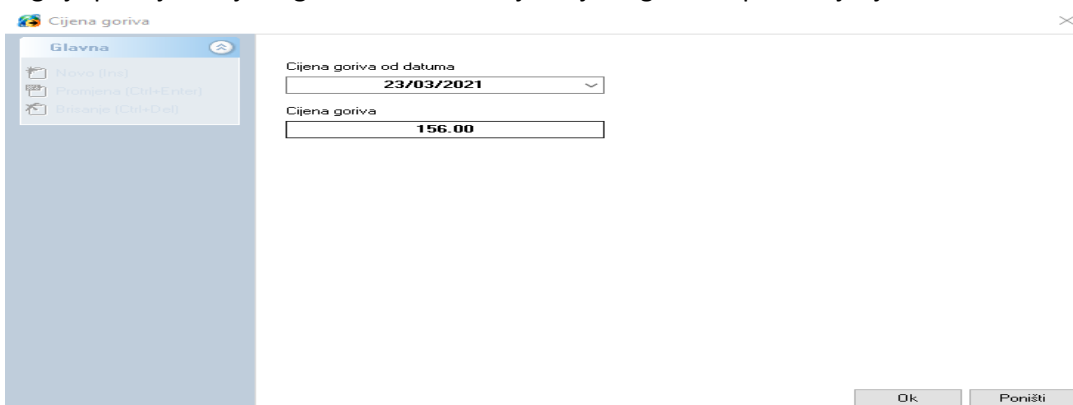 Cijena goriva
Glavna
Novo (Ins)
Promjena (Ctrl+Enter)
Brisanje (Ctrl+Del)
Cijena goriva od datuma
23/03/2021
Cijena goriva
156.00
Ok
Poništi